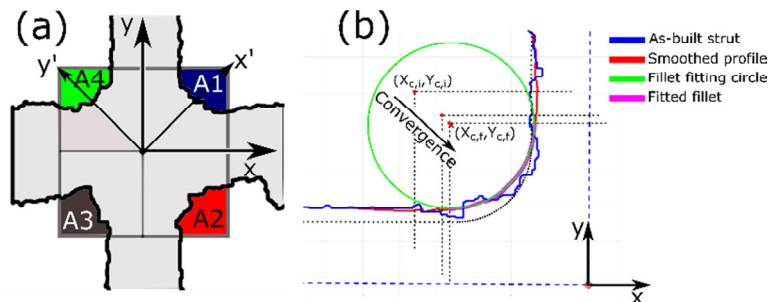 (a)
y
y'
x'
A4
A1
x
A3
A2
(b)
As-built strut
Smoothed profile
Fillet fitting circle
Fitted fillet
(Xc,i,Yc,i)
(Xc,f,Yc,f)
Convergence
y
x